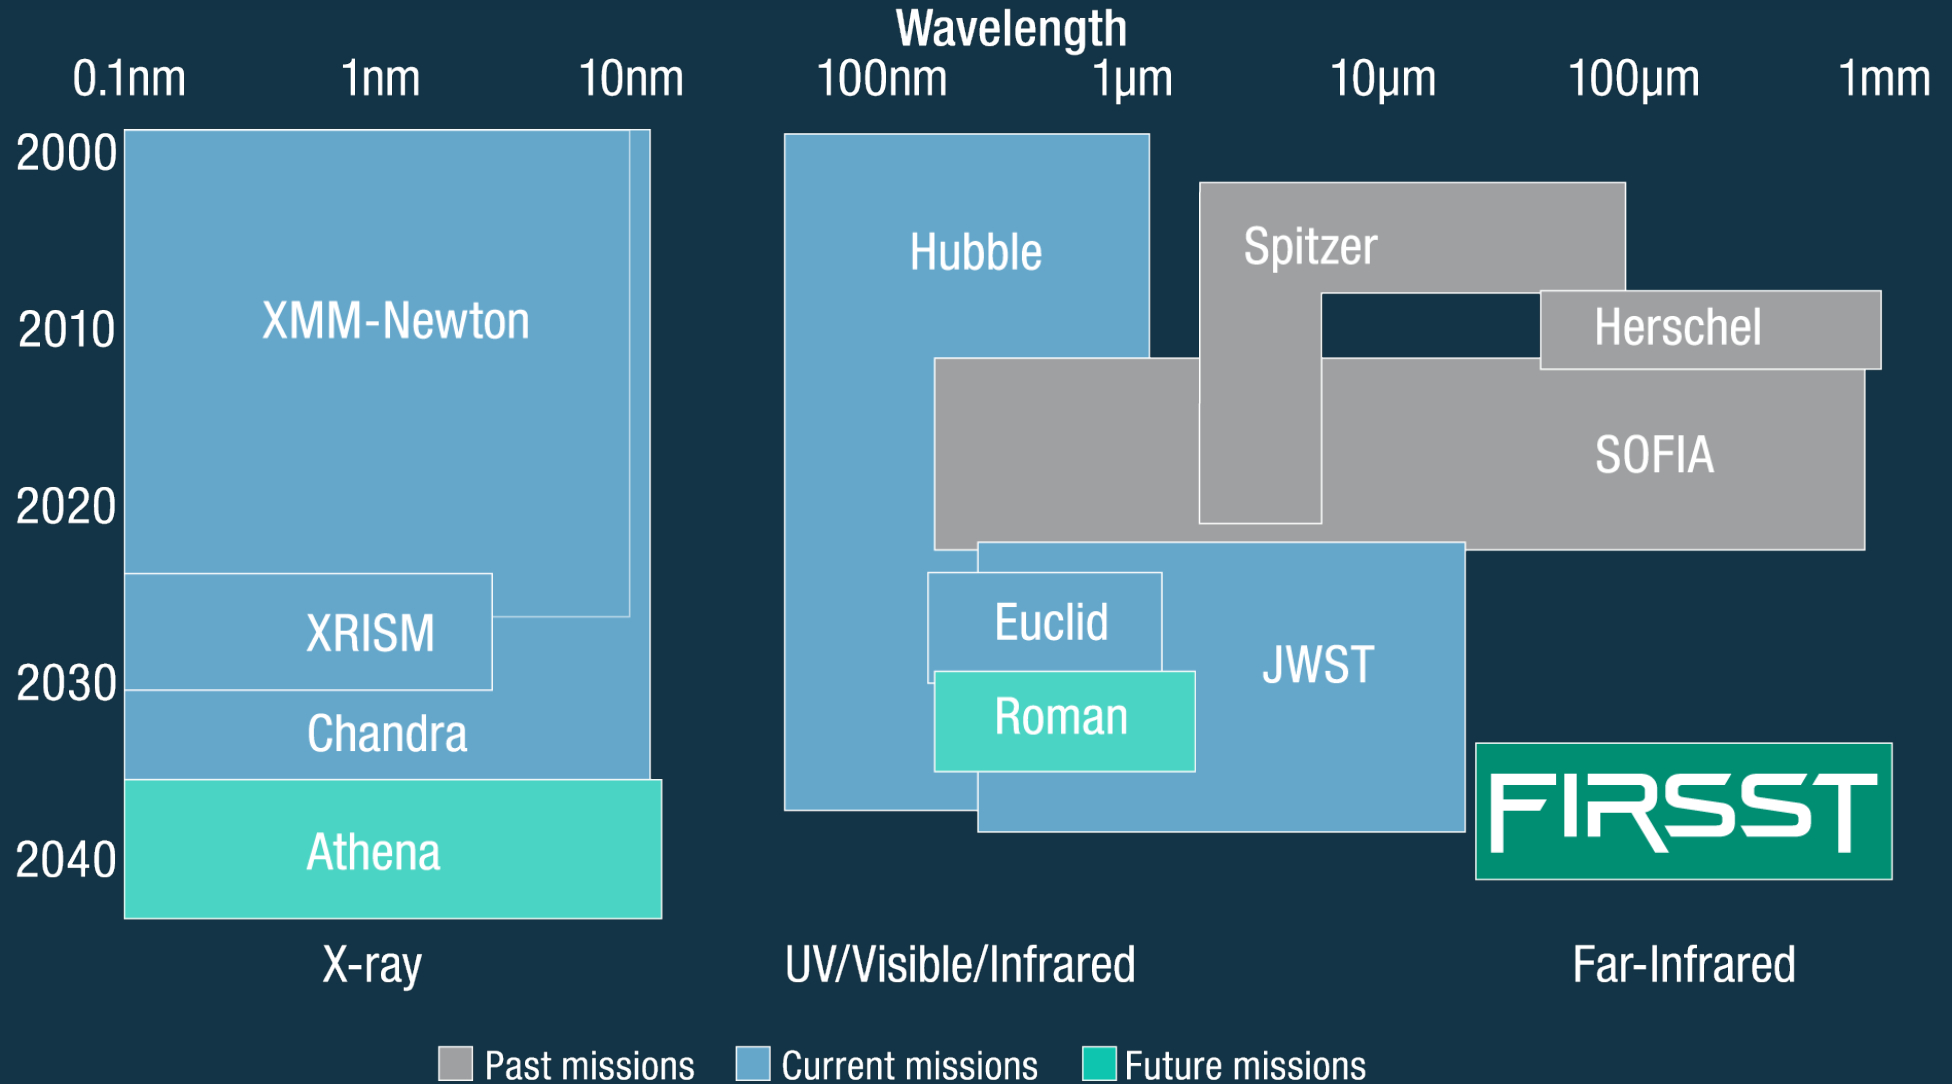 Wavelength
0.1nm 1nm 10nm 100nm 1µm 10µm 100µm 1mm
2000
Hubble Spitzer
XMM-Newton Herschel
2010
SOFIA
2020
Euclid
XRISM
JWST
2030
Roman
Chandra
FIRSST
Athena
2040
X-ray UV/Visible/Infrared Far-Infrared
Past missions Current missions Future missions